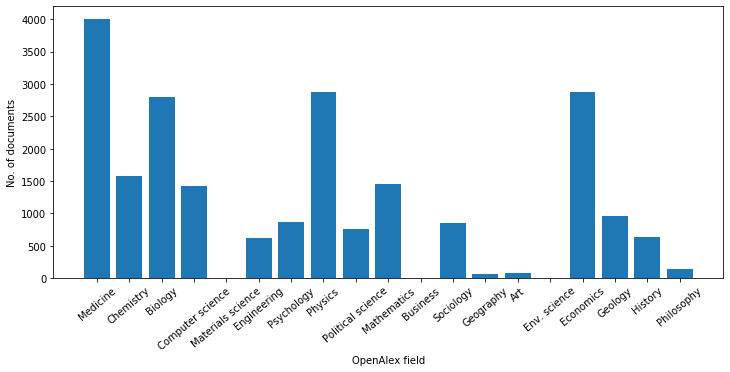 4000
3500
3000
2500
2000
1500
1000
500
0
No. of documents
Medicine
Chemistry
Biology
Computer science
Materials science
Engineering
Psychology
Physics
Political science
Mathematics
Business
Sociology
Geography
Art
Env. science
Economics
Geology
History
Philosophy
OpenAlex field